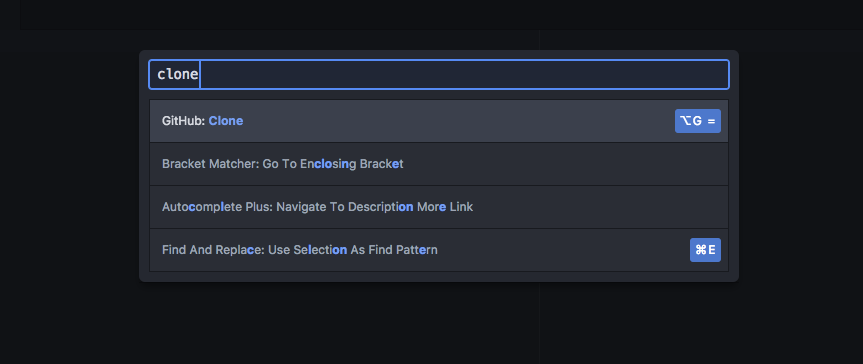 clone
GitHub: Clone ⌥G =
Bracket Matcher: Go To Enclosing Bracket
Autocomplete Plus: Navigate To Description More Link
Find And Replace: Use Selection As Find Pattern ⌘E